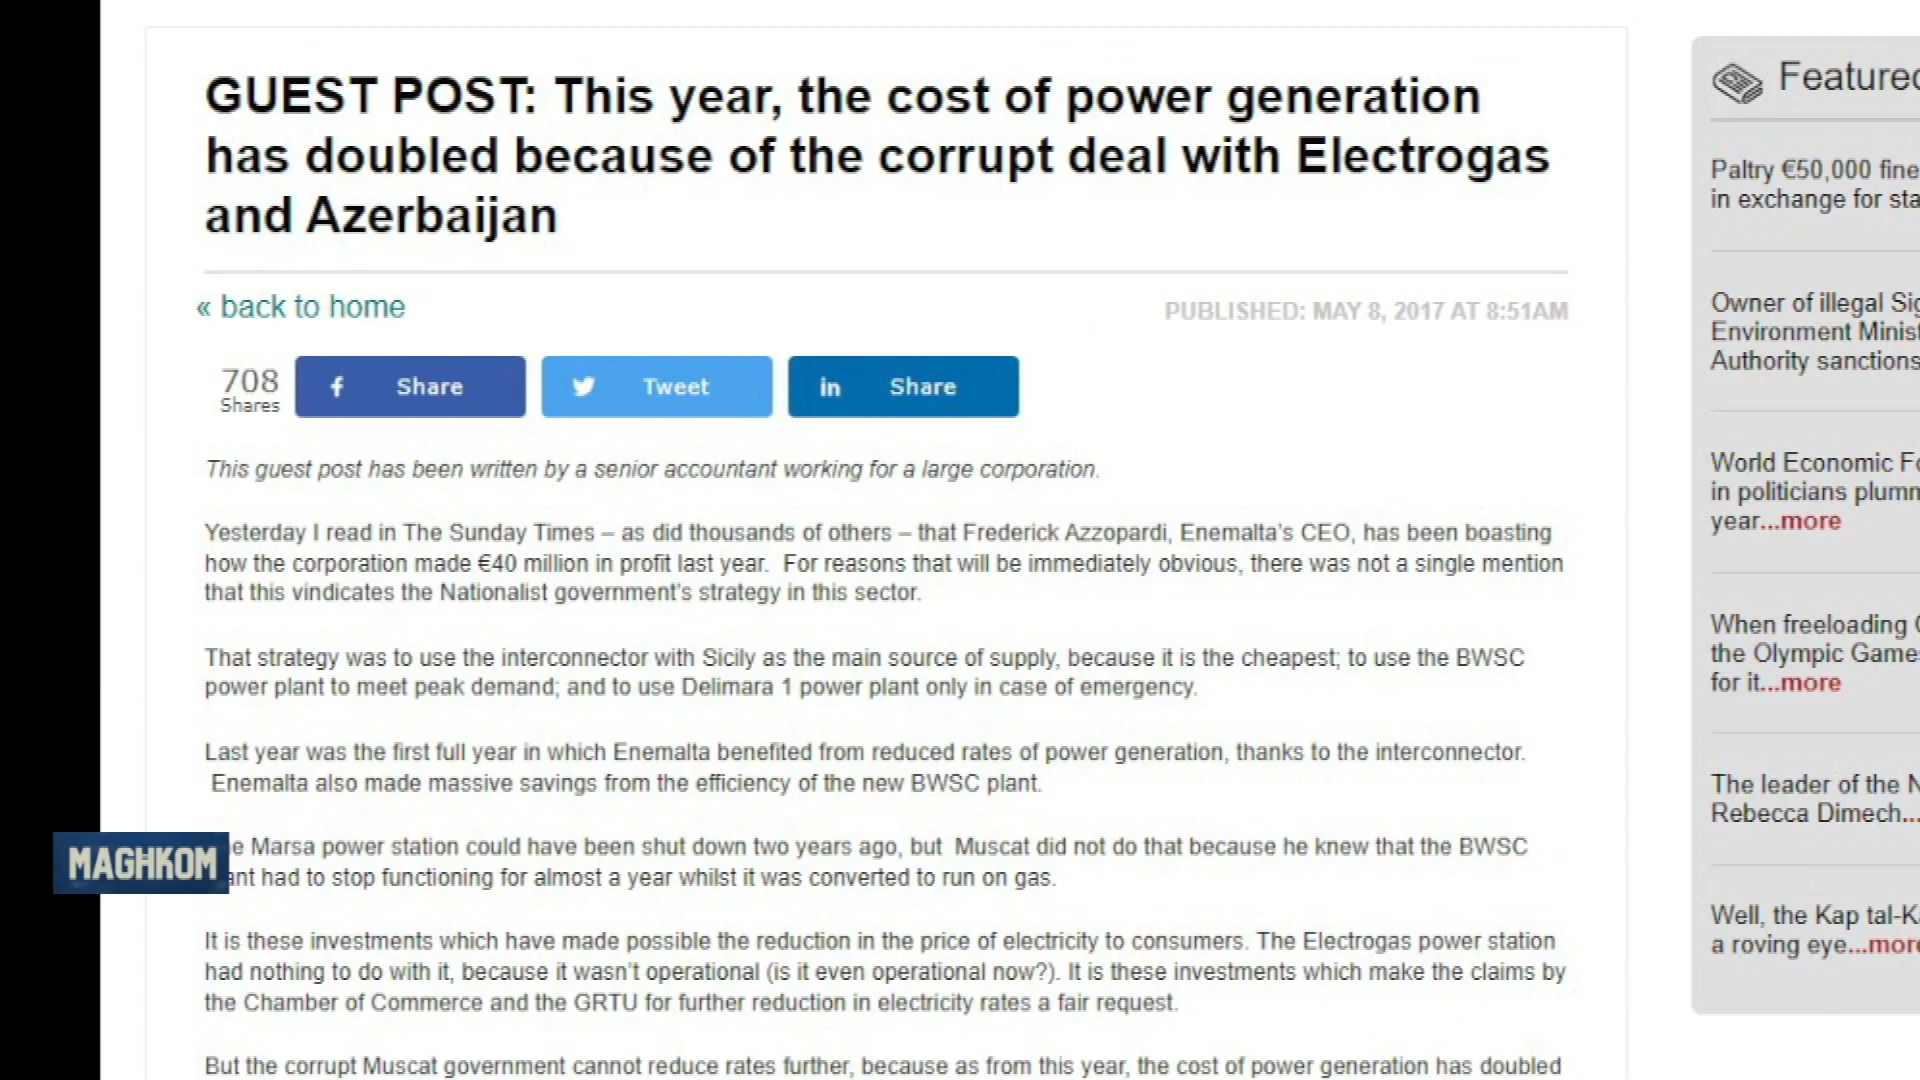 GUEST POST: This year, the cost of power generation
has doubled because of the corrupt deal with Electrogas
and Azerbaijan
« back to home
PUBLISHED: MAY 8, 2017 AT 8:51AM
708
Shares
Share
Tweet
in Share
This guest post has been written by a senior accountant working for a large corporation.
Yesterday I read in The Sunday Times – as did thousands of others – that Frederick Azzopardi, Enemalta's CEO, has been boasting
how the corporation made €40 million in profit last year. For reasons that will be immediately obvious, there was not a single mention
that this vindicates the Nationalist government's strategy in this sector.
That strategy was to use the interconnector with Sicily as the main source of supply, because it is the cheapest; to use the BWSC
power plant to meet peak demand; and to use Delimara 1 power plant only in case of emergency.
Last year was the first full year in which Enemalta benefited from reduced rates of power generation, thanks to the interconnector.
Enemalta also made massive savings from the efficiency of the new BWSC plant.
e Marsa power station could have been shut down two years ago, but Muscat did not do that because he knew that the BWSC
ant had to stop functioning for almost a year whilst it was converted to run on gas.
MAGĦKOM
It is these investments which have made possible the reduction in the price of electricity to consumers. The Electrogas power station
had nothing to do with it, because it wasn't operational (is it even operational now?). It is these investments which make the claims by
the Chamber of Commerce and the GRTU for further reduction in electricity rates a fair request.
But the corrupt Muscat government cannot reduce rates further, because as from this year, the cost of power generation has doubled
Featured
Paltry €50,000 fine
in exchange for sta
Owner of illegal Sig
Environment Minist
Authority sanctions
World Economic Fo
in politicians plumm
year...more
When freeloading
the Olympic Games
for it...more
The leader of the N
Rebecca Dimech...
Well, the Kap tal-Ka
a roving eye...more